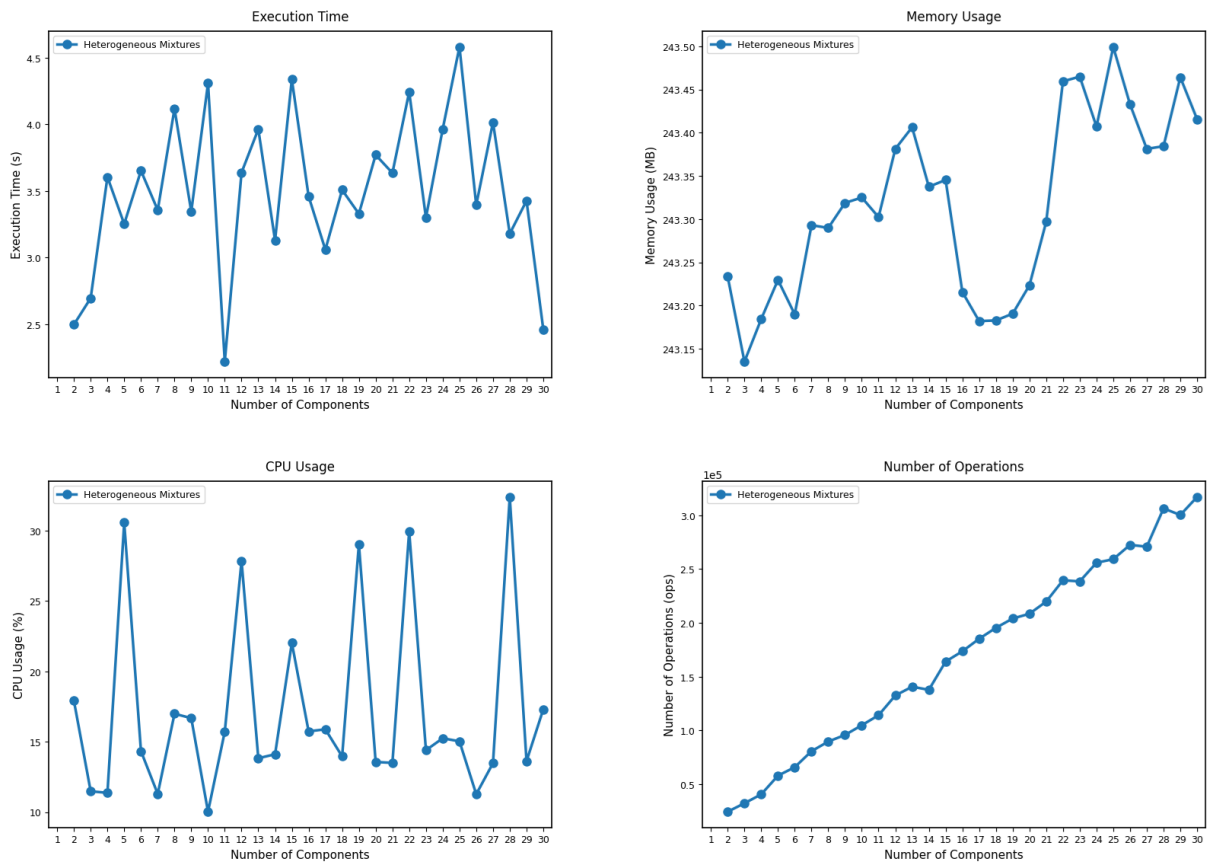 Execution Time
Heterogeneous Mixtures
Execution Time (s)
4.5
4.0
3.5
3.0
2.5
1 2 3 4 5 6 7 8 9 10 11 12 13 14 15 16 17 18 19 20 21 22 23 24 25 26 27 28 29 30
Number of Components
Memory Usage
Heterogeneous Mixtures
Memory Usage (MB)
243.50
243.45
243.40
243.35
243.30
243.25
243.20
243.15
1 2 3 4 5 6 7 8 9 10 11 12 13 14 15 16 17 18 19 20 21 22 23 24 25 26 27 28 29 30
Number of Components
CPU Usage
Heterogeneous Mixtures
CPU Usage (%)
30
25
20
15
10
1 2 3 4 5 6 7 8 9 10 11 12 13 14 15 16 17 18 19 20 21 22 23 24 25 26 27 28 29 30
Number of Components
Number of Operations
1e5
Heterogeneous Mixtures
Number of Operations (ops)
3.0
2.5
2.0
1.5
1.0
0.5
1 2 3 4 5 6 7 8 9 10 11 12 13 14 15 16 17 18 19 20 21 22 23 24 25 26 27 28 29 30
Number of Components